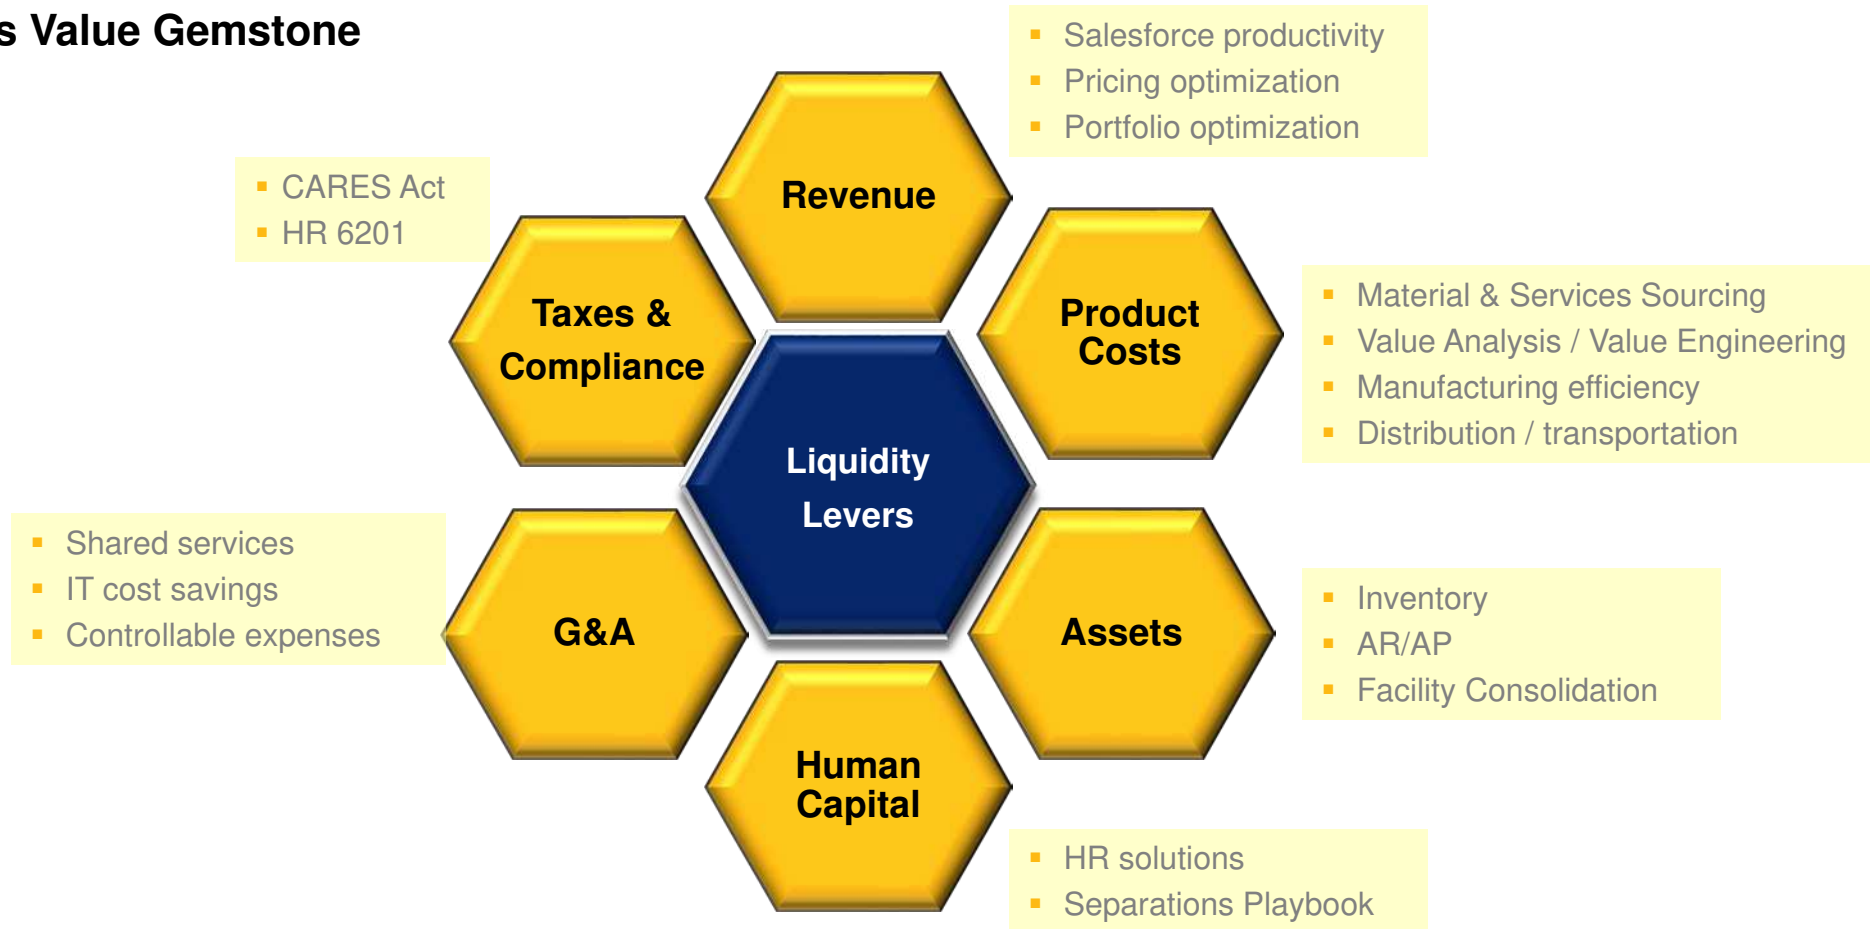 s Value Gemstone
Salesforce productivity
Pricing optimization
Portfolio optimization
Revenue
CARES Act
HR 6201
Taxes &
Compliance
Product
Costs
Material & Services Sourcing
Value Analysis / Value Engineering
Manufacturing efficiency
Distribution / transportation
Liquidity
Levers
Shared services
IT cost savings
Controllable expenses
G&A
Assets
Inventory
AR/AP
Facility Consolidation
Human
Capital
HR solutions
Separations Playbook